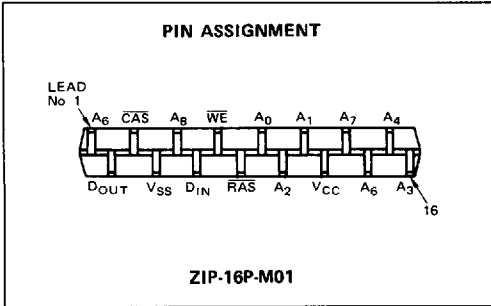 PIN ASSIGNMENT
LEAD
No 1
A6 CAS A8 WE A0 A1 A7 A4
DOUT VSS DIN RAS A2 VCC A6 A3
16
ZIP-16P-M01